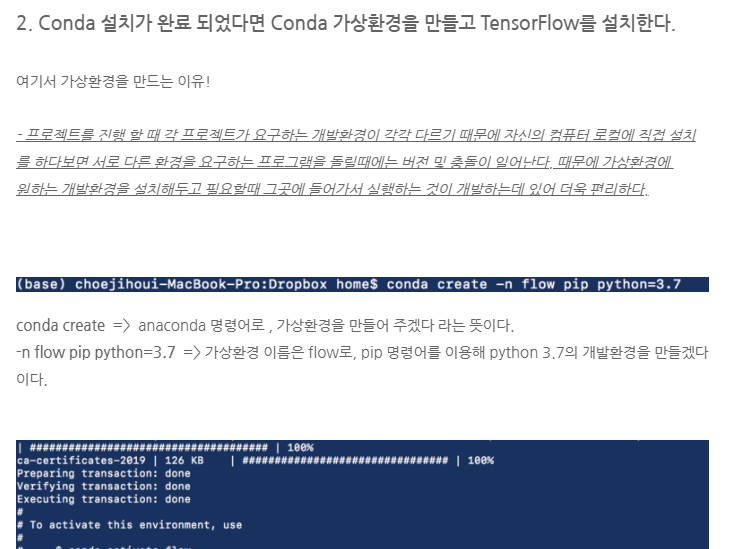 2. Conda 설치가 완료 되었다면 Conda 가상환경을 만들고 TensorFlow를 설치한다.
여기서 가상환경을 만드는 이유!
- 프로젝트를 진행 할 때 각 프로젝트가 요구하는 개발환경이 각각 다르기 때문에 자신의 컴퓨터 로컬에 직접 설치
를 하다보면 서로 다른 환경을 요구하는 프로그램을 돌릴때에는 버전 및 충돌이 일어난다, 때문에 가상환경에
원하는 개발환경을 설치해두고 필요할때 그곳에 들어가서 실행하는 것이 개발하는데 있어 더욱 편리하다.
(base) choejihoui-MacBook-Pro:Dropbox home$ conda create -n flow pip python=3.7
conda create => anaconda 명령어로 , 가상환경을 만들어 주겠다 라는 뜻이다.
-n flow pip python=3.7 => 가상환경 이름은 flow로, pip 명령어를 이용해 python 3.7의 개발환경을 만들겠다
이다.
| ##################################### | 100%
ca-certificates-2019 | 126 KB | ################################ | 100%
Preparing transaction: done
Verifying transaction: done
Executing transaction: done
#
# To activate this environment, use
#
# $ conda activate flow